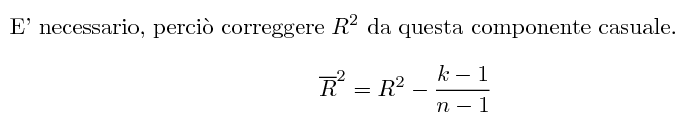 E' necessario, perciò correggere R² da questa componente casuale.
R̅² = R² − (k − 1)/(n − 1)